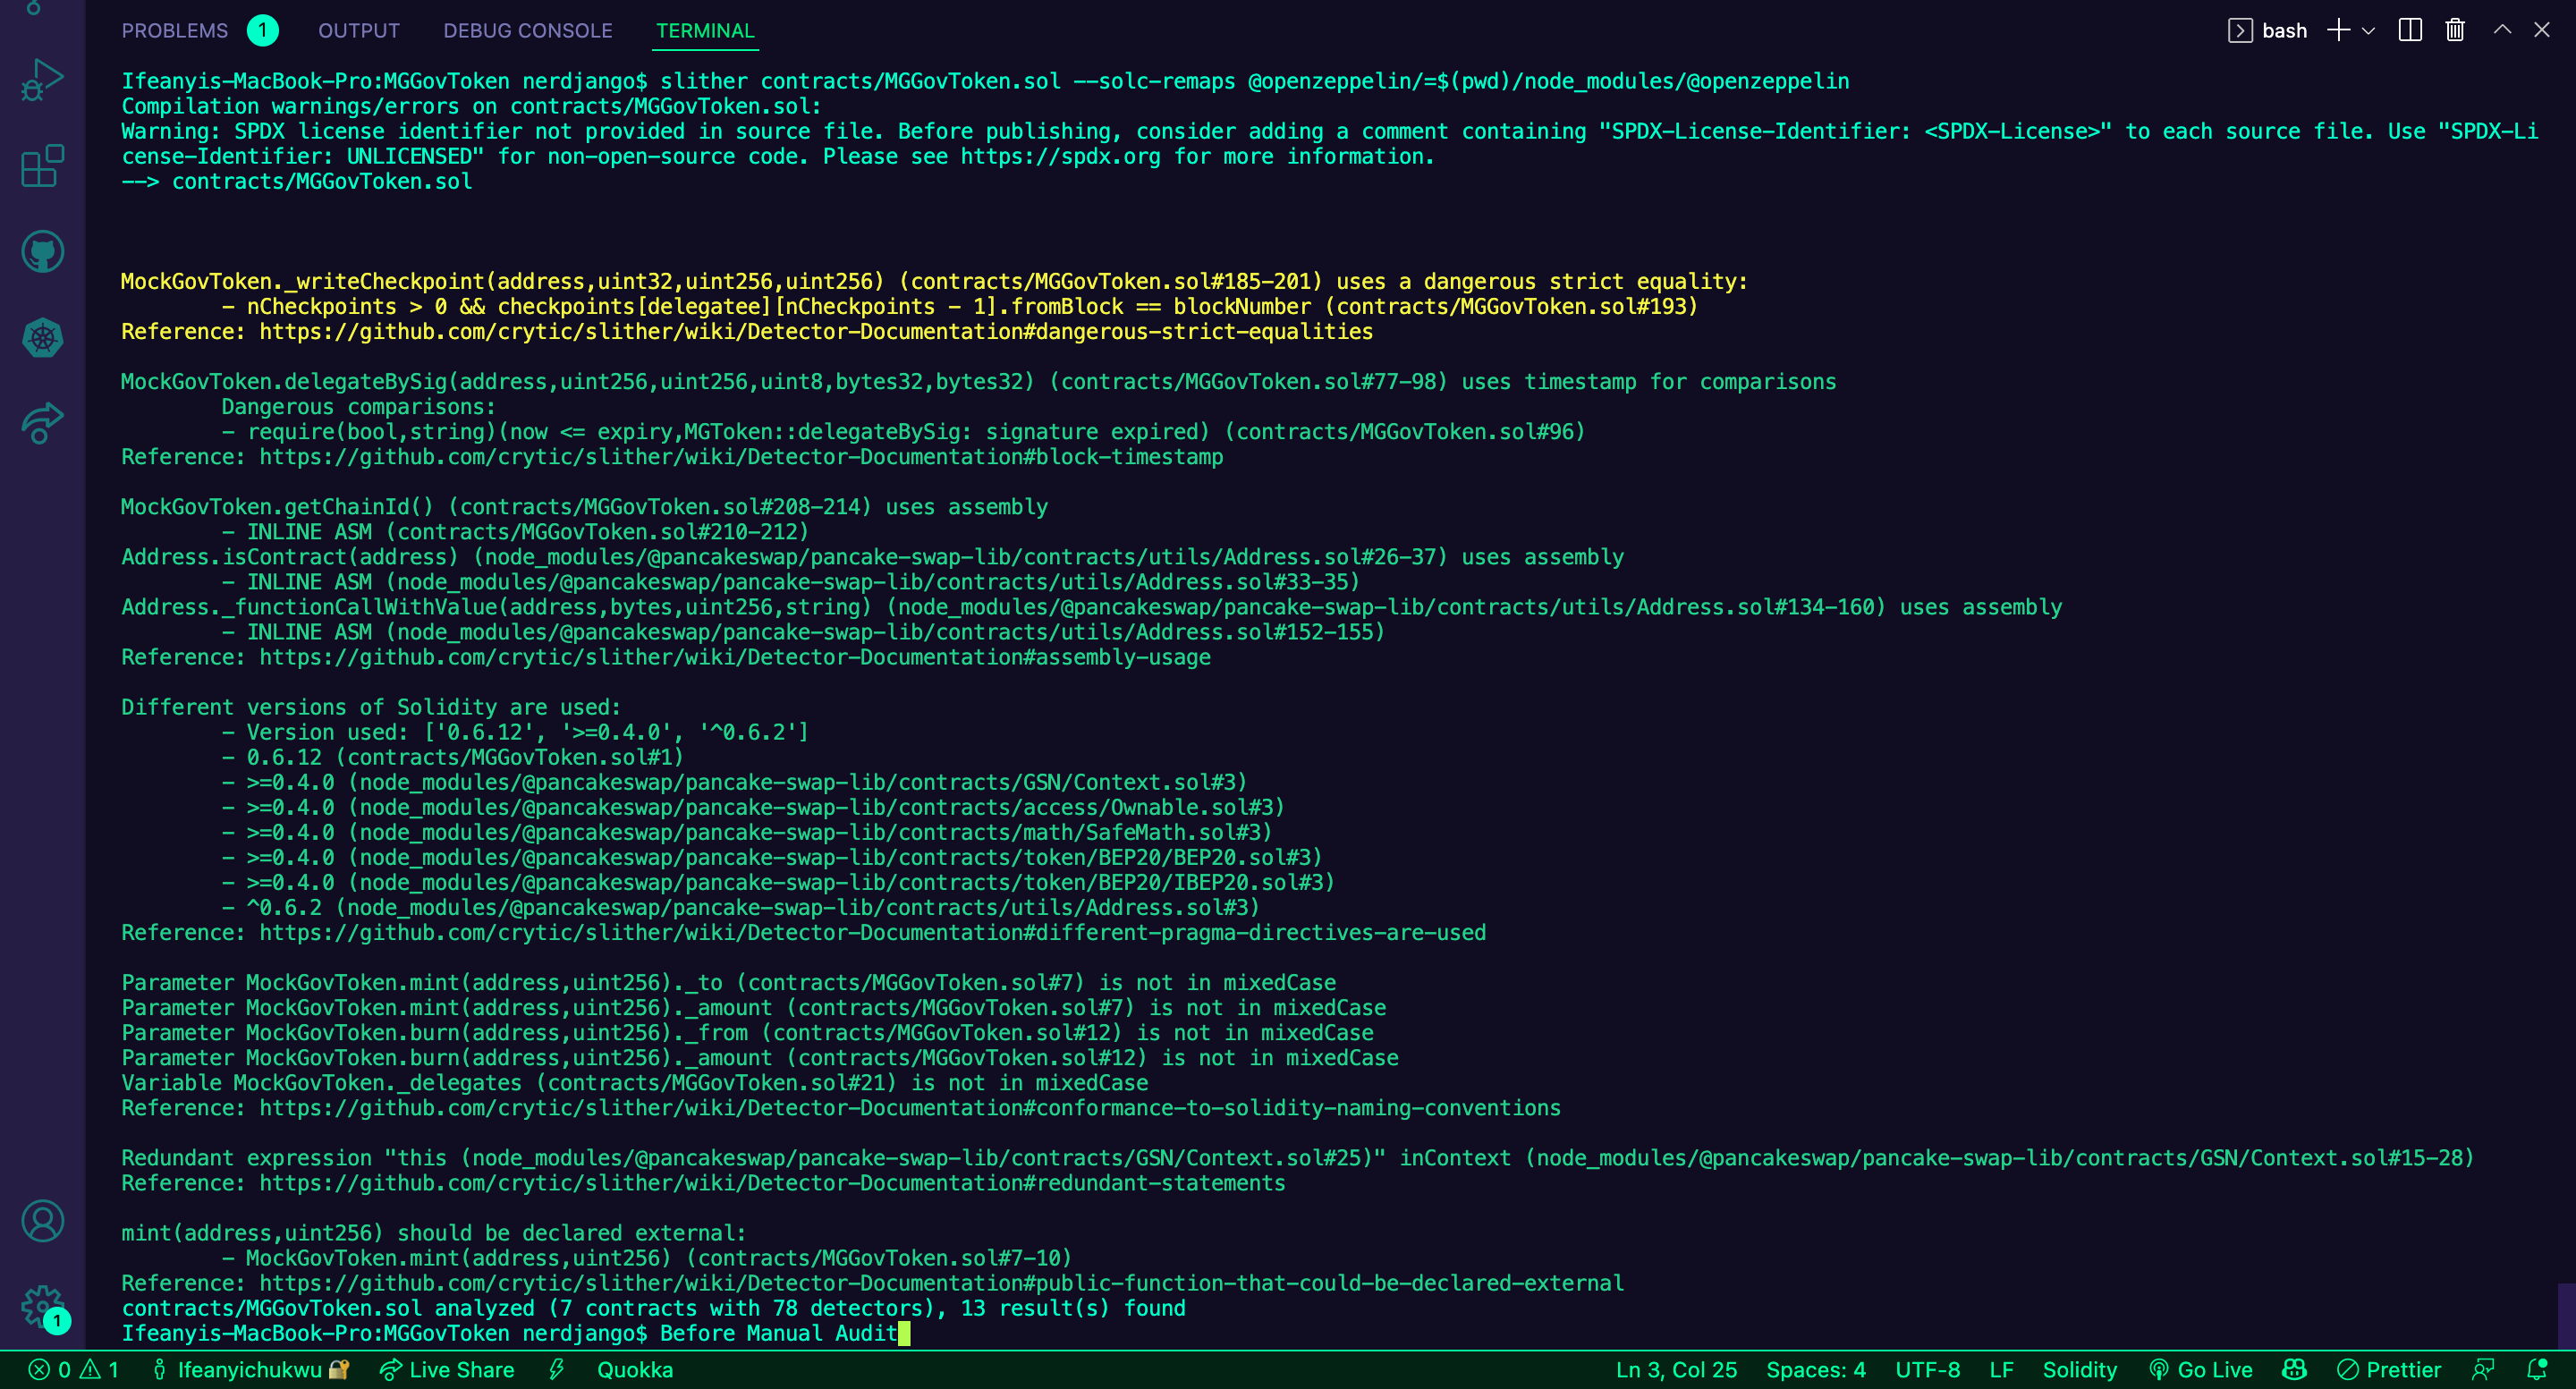 PROBLEMS 1 OUTPUT DEBUG CONSOLE TERMINAL bash
Ifeanyis-MacBook-Pro:MGGovToken nerdjango$ slither contracts/MGGovToken.sol --solc-remaps @openzeppelin/=$(pwd)/node_modules/@openzeppelin
Compilation warnings/errors on contracts/MGGovToken.sol:
Warning: SPDX license identifier not provided in source file. Before publishing, consider adding a comment containing "SPDX-License-Identifier: <SPDX-License>" to each source file. Use "SPDX-Li
cense-Identifier: UNLICENSED" for non-open-source code. Please see https://spdx.org for more information.
--> contracts/MGGovToken.sol
MockGovToken._writeCheckpoint(address,uint32,uint256,uint256) (contracts/MGGovToken.sol#185-201) uses a dangerous strict equality:
- nCheckpoints > 0 && checkpoints[delegatee][nCheckpoints - 1].fromBlock == blockNumber (contracts/MGGovToken.sol#193)
Reference: https://github.com/crytic/slither/wiki/Detector-Documentation#dangerous-strict-equalities
MockGovToken.delegateBySig(address,uint256,uint256,uint8,bytes32,bytes32) (contracts/MGGovToken.sol#77-98) uses timestamp for comparisons
Dangerous comparisons:
- require(bool,string)(now <= expiry,MGToken::delegateBySig: signature expired) (contracts/MGGovToken.sol#96)
Reference: https://github.com/crytic/slither/wiki/Detector-Documentation#block-timestamp
MockGovToken.getChainId() (contracts/MGGovToken.sol#208-214) uses assembly
- INLINE ASM (contracts/MGGovToken.sol#210-212)
Address.isContract(address) (node_modules/@pancakeswap/pancake-swap-lib/contracts/utils/Address.sol#26-37) uses assembly
- INLINE ASM (node_modules/@pancakeswap/pancake-swap-lib/contracts/utils/Address.sol#33-35)
Address._functionCallWithValue(address,bytes,uint256,string) (node_modules/@pancakeswap/pancake-swap-lib/contracts/utils/Address.sol#134-160) uses assembly
- INLINE ASM (node_modules/@pancakeswap/pancake-swap-lib/contracts/utils/Address.sol#152-155)
Reference: https://github.com/crytic/slither/wiki/Detector-Documentation#assembly-usage
Different versions of Solidity are used:
- Version used: ['0.6.12', '>=0.4.0', '^0.6.2']
- 0.6.12 (contracts/MGGovToken.sol#1)
- >=0.4.0 (node_modules/@pancakeswap/pancake-swap-lib/contracts/GSN/Context.sol#3)
- >=0.4.0 (node_modules/@pancakeswap/pancake-swap-lib/contracts/access/Ownable.sol#3)
- >=0.4.0 (node_modules/@pancakeswap/pancake-swap-lib/contracts/math/SafeMath.sol#3)
- >=0.4.0 (node_modules/@pancakeswap/pancake-swap-lib/contracts/token/BEP20/BEP20.sol#3)
- >=0.4.0 (node_modules/@pancakeswap/pancake-swap-lib/contracts/token/BEP20/IBEP20.sol#3)
- ^0.6.2 (node_modules/@pancakeswap/pancake-swap-lib/contracts/utils/Address.sol#3)
Reference: https://github.com/crytic/slither/wiki/Detector-Documentation#different-pragma-directives-are-used
Parameter MockGovToken.mint(address,uint256)._to (contracts/MGGovToken.sol#7) is not in mixedCase
Parameter MockGovToken.mint(address,uint256)._amount (contracts/MGGovToken.sol#7) is not in mixedCase
Parameter MockGovToken.burn(address,uint256)._from (contracts/MGGovToken.sol#12) is not in mixedCase
Parameter MockGovToken.burn(address,uint256)._amount (contracts/MGGovToken.sol#12) is not in mixedCase
Variable MockGovToken._delegates (contracts/MGGovToken.sol#21) is not in mixedCase
Reference: https://github.com/crytic/slither/wiki/Detector-Documentation#conformance-to-solidity-naming-conventions
Redundant expression "this (node_modules/@pancakeswap/pancake-swap-lib/contracts/GSN/Context.sol#25)" inContext (node_modules/@pancakeswap/pancake-swap-lib/contracts/GSN/Context.sol#15-28)
Reference: https://github.com/crytic/slither/wiki/Detector-Documentation#redundant-statements
mint(address,uint256) should be declared external:
- MockGovToken.mint(address,uint256) (contracts/MGGovToken.sol#7-10)
Reference: https://github.com/crytic/slither/wiki/Detector-Documentation#public-function-that-could-be-declared-external
contracts/MGGovToken.sol analyzed (7 contracts with 78 detectors), 13 result(s) found
Ifeanyis-MacBook-Pro:MGGovToken nerdjango$ Before Manual Audit
1
0 1 Ifeanyichukwu Live Share Quokka Ln 3, Col 25 Spaces: 4 UTF-8 LF Solidity Go Live Prettier